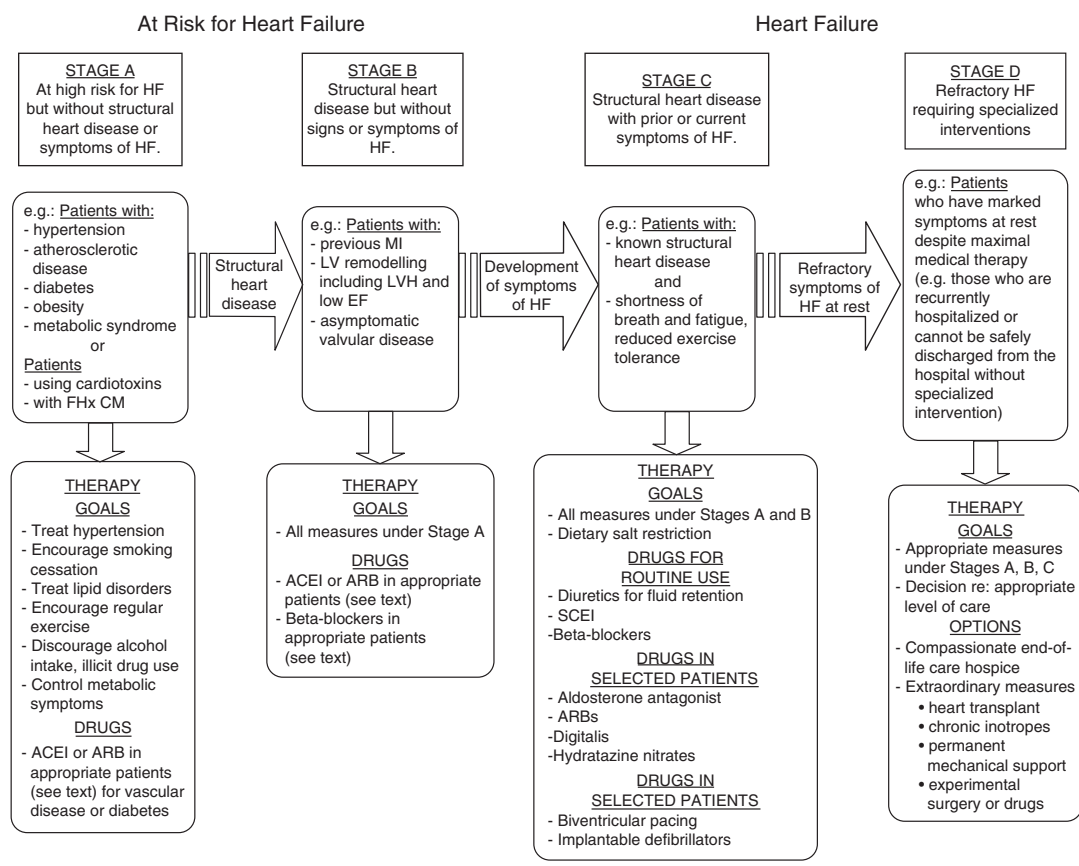 At Risk for Heart Failure
Heart Failure
STAGE A
At high risk for HF
but without structural
heart disease or
symptoms of HF.
STAGE B
Structural heart
disease but without
signs or symptoms of
HF.
STAGE C
Structural heart disease
with prior or current
symptoms of HF.
STAGE D
Refractory HF
requiring specialized
interventions
e.g.: Patients with:
- hypertension
- atherosclerotic
disease
- diabetes
- obesity
- metabolic syndrome
or
Patients
- using cardiotoxins
- with FHx CM
Structural
heart
disease
e.g.: Patients with:
- previous MI
- LV remodelling
including LVH and
low EF
- asymptomatic
valvular disease
Development
of symptoms
of HF
e.g.: Patients with:
- known structural
heart disease
and
- shortness of
breath and fatigue,
reduced exercise
tolerance
Refractory
symptoms of
HF at rest
e.g.: Patients
who have marked
symptoms at rest
despite maximal
medical therapy
(e.g. those who are
recurrently
hospitalized or
cannot be safely
discharged from the
hospital without
specialized
intervention)
THERAPY
GOALS
- Treat hypertension
- Encourage smoking
cessation
- Treat lipid disorders
- Encourage regular
exercise
- Discourage alcohol
intake, illicit drug use
- Control metabolic
symptoms
DRUGS
- ACEI or ARB in
appropriate patients
(see text) for vascular
disease or diabetes
THERAPY
GOALS
- All measures under Stage A
DRUGS
- ACEI or ARB in appropriate
patients (see text)
- Beta-blockers in
appropriate patients
(see text)
THERAPY
GOALS
- All measures under Stages A and B
- Dietary salt restriction
DRUGS FOR
ROUTINE USE
- Diuretics for fluid retention
- SCEI
-Beta-blockers
DRUGS IN
SELECTED PATIENTS
- Aldosterone antagonist
- ARBs
-Digitalis
-Hydratazine nitrates
DRUGS IN
SELECTED PATIENTS
- Biventricular pacing
- Implantable defibrillators
THERAPY
GOALS
- Appropriate measures
under Stages A, B, C
- Decision re: appropriate
level of care
OPTIONS
- Compassionate end-of-
life care hospice
- Extraordinary measures
• heart transplant
• chronic inotropes
• permanent
mechanical support
• experimental
surgery or drugs